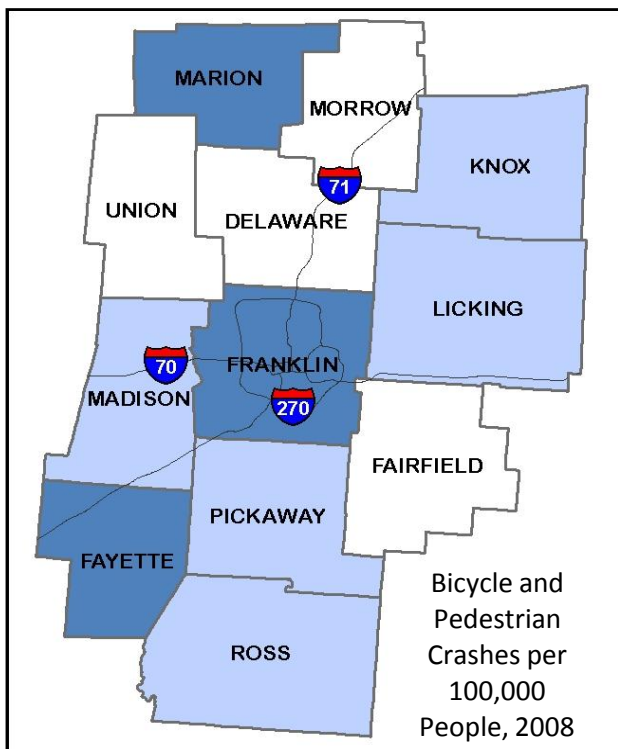 MARION
MORROW
KNOX
71
UNION
DELAWARE
LICKING
70
FRANKLIN
MADISON
270
FAIRFIELD
PICKAWAY
FAYETTE
ROSS
Bicycle and
Pedestrian
Crashes per
100,000
People, 2008